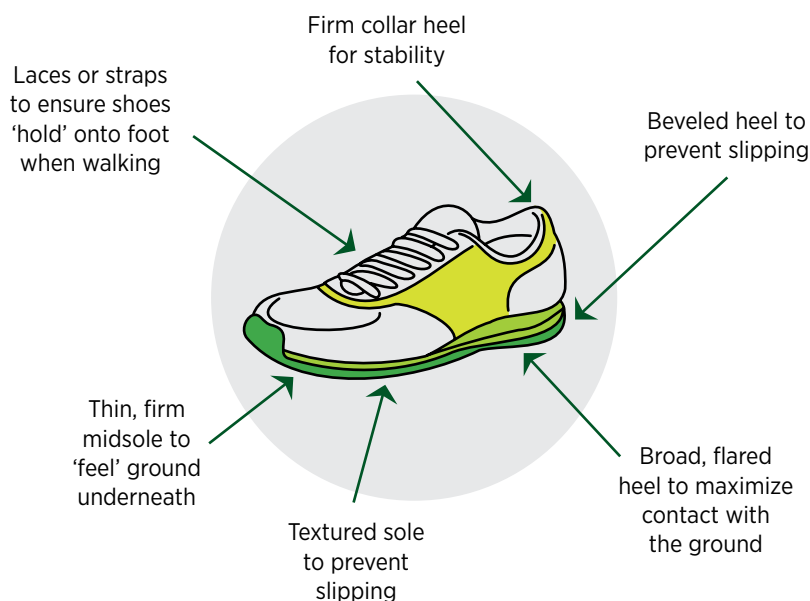 Firm collar heel
for stability
Laces or straps
to ensure shoes
‘hold’ onto foot
when walking
Beveled heel to
prevent slipping
Thin, firm
midsole to
‘feel’ ground
underneath
Textured sole
to prevent
slipping
Broad, flared
heel to maximize
contact with
the ground